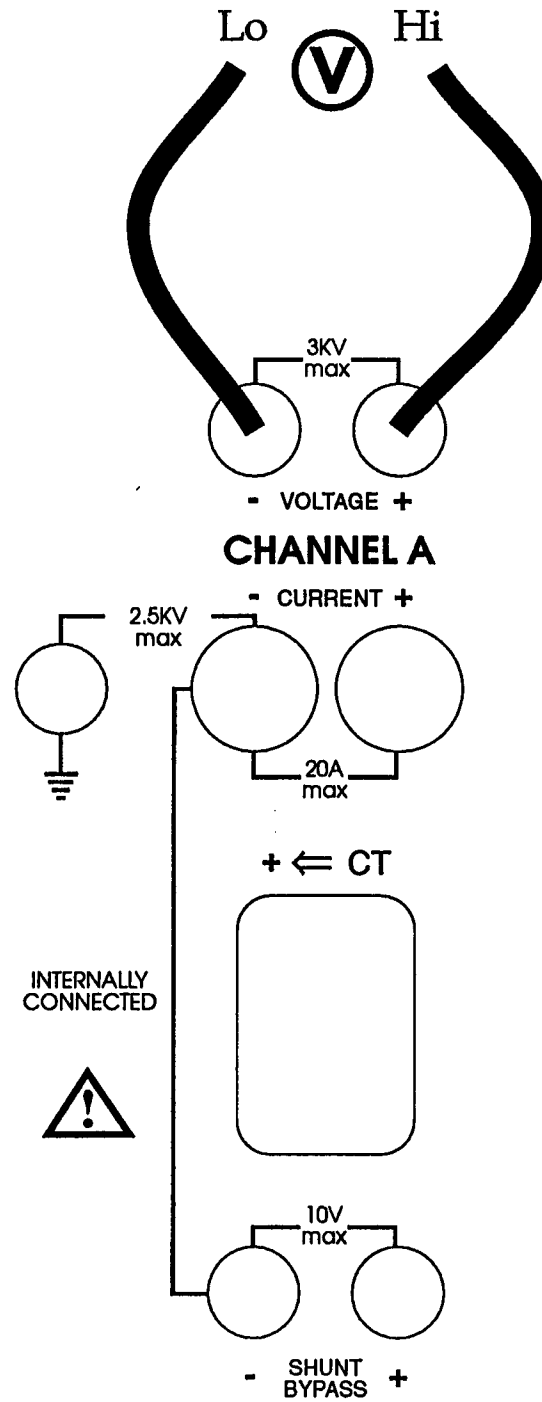 Lo V Hi
3KV
max
- VOLTAGE +
CHANNEL A
- CURRENT +
2.5KV
max
20A
max
+ ⇐ CT
INTERNALLY
CONNECTED
!
10V
max
- SHUNT +
BYPASS